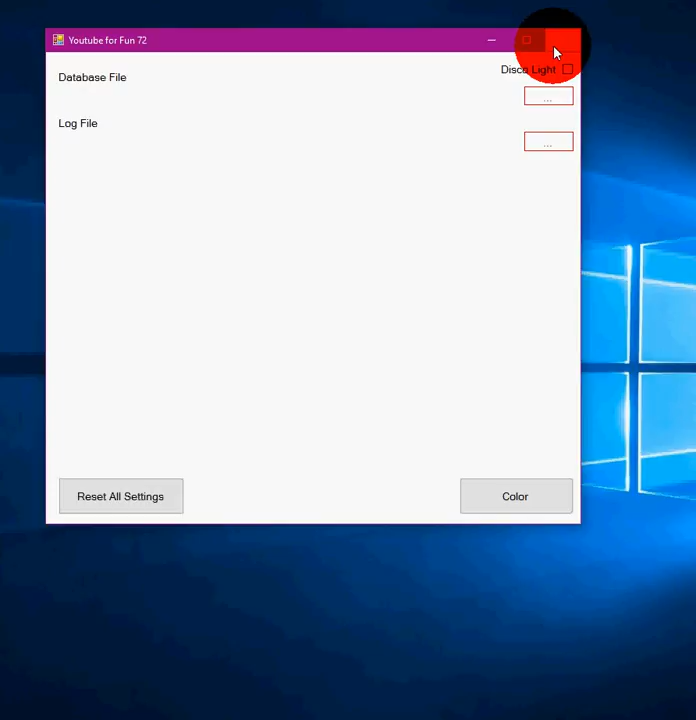 Youtube for Fun 72
Disco Light
Database File
...
Log File
...
Reset All Settings
Color